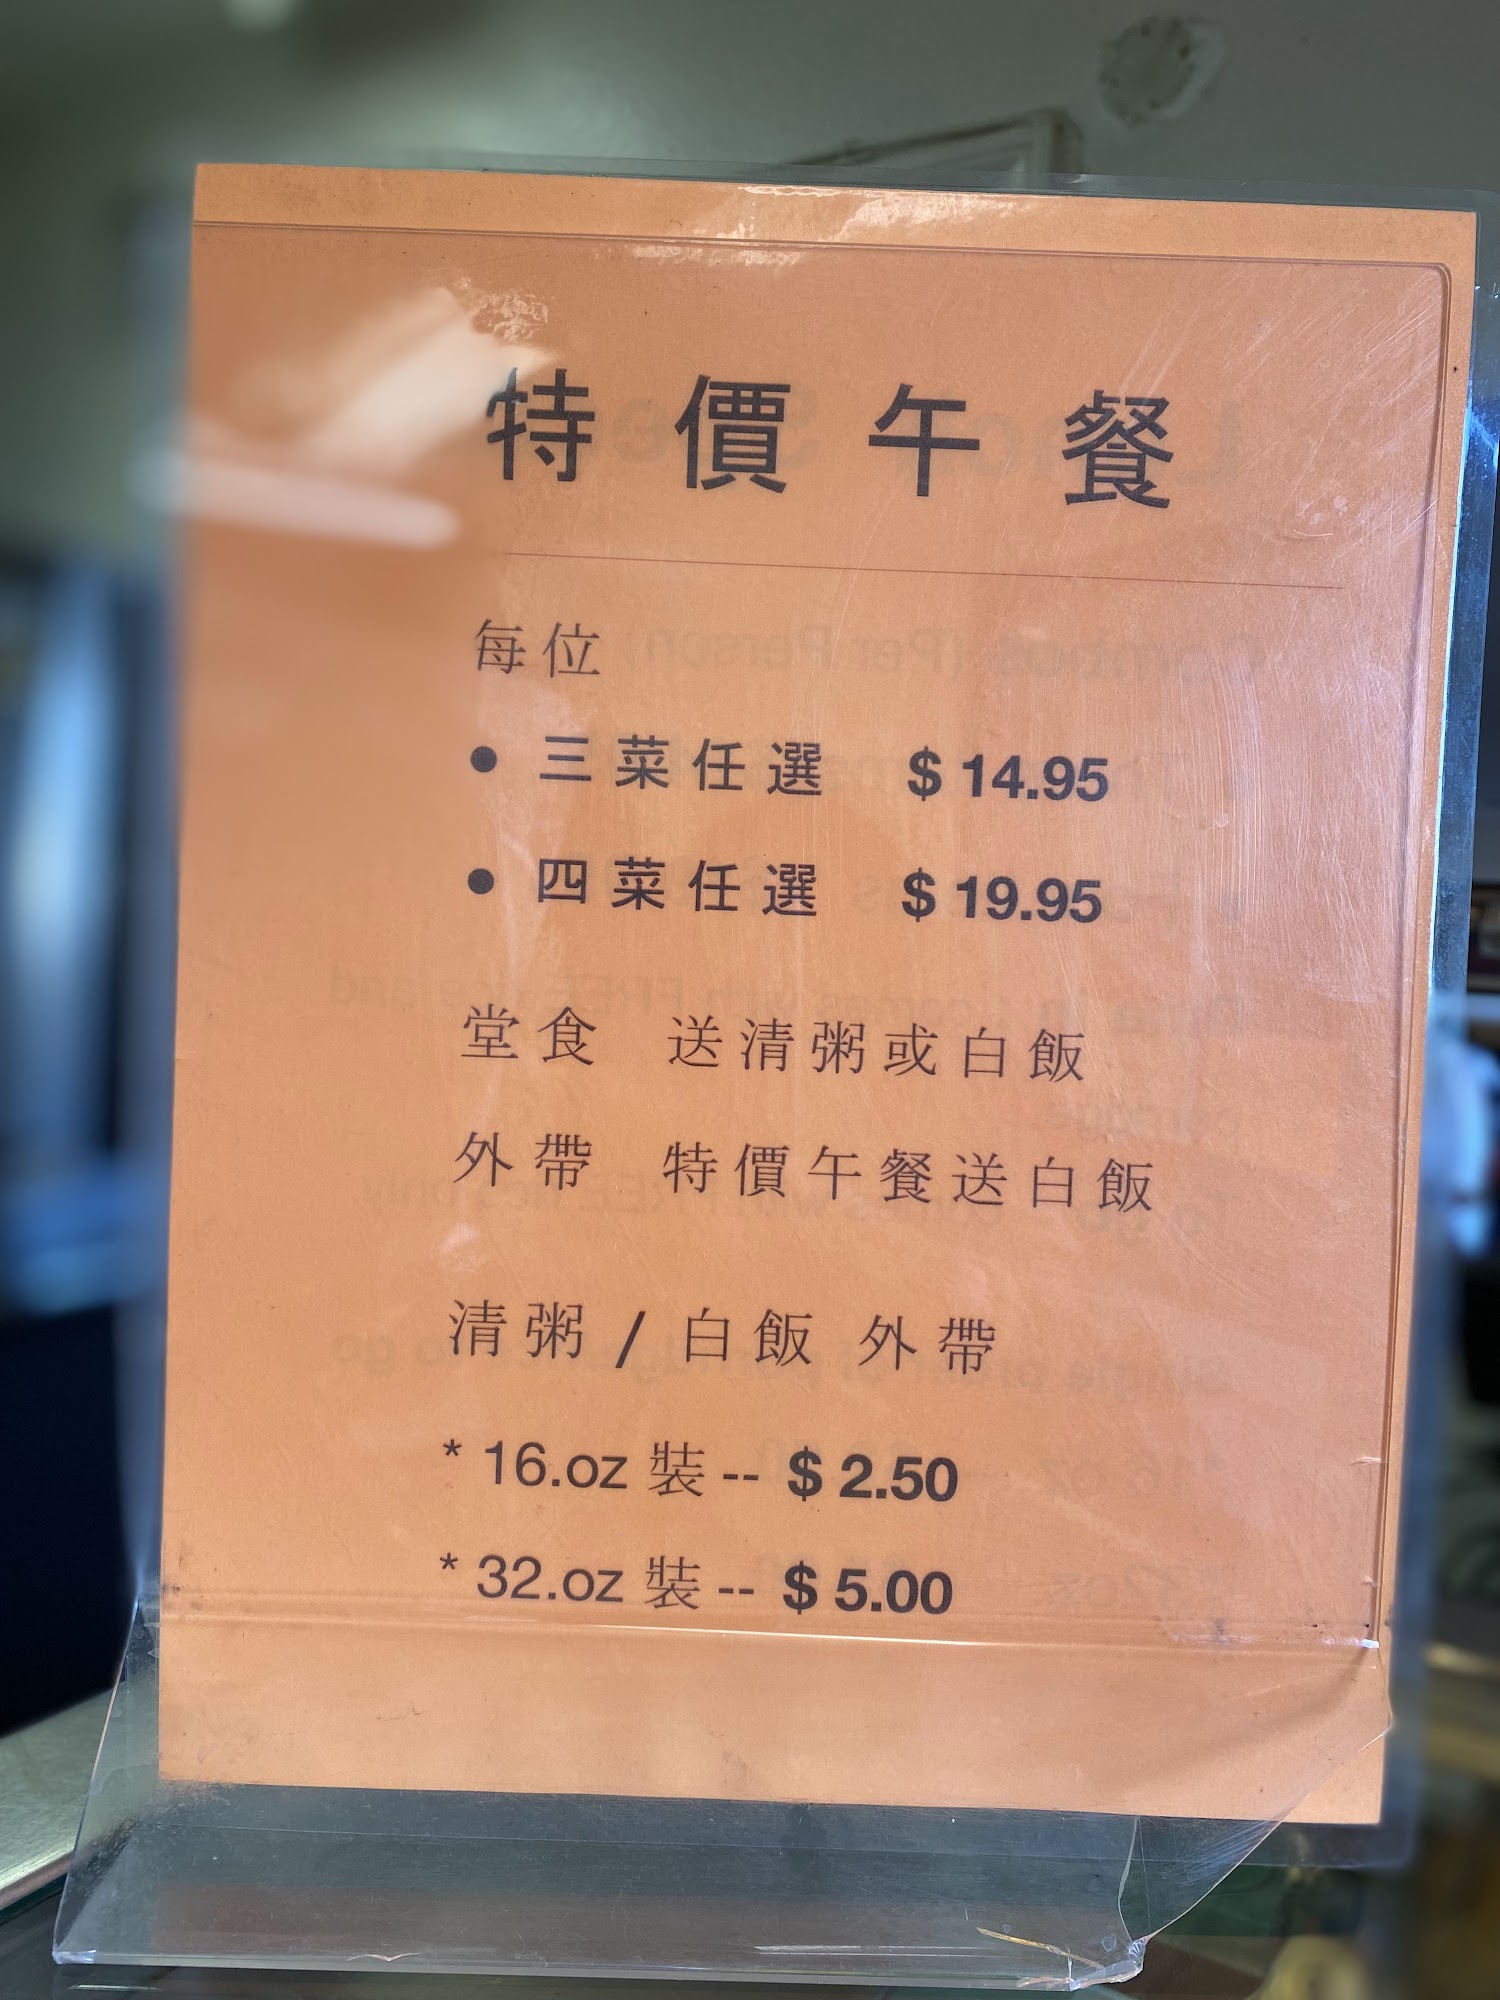 特價午餐
每位
• 三菜任選 $14.95
• 四菜任選 $19.95
堂食 送清粥或白飯
外帶 特價午餐送白飯
清粥 / 白飯 外帶
* 16.oz 裝 -- $2.50
* 32.oz 裝 -- $5.00